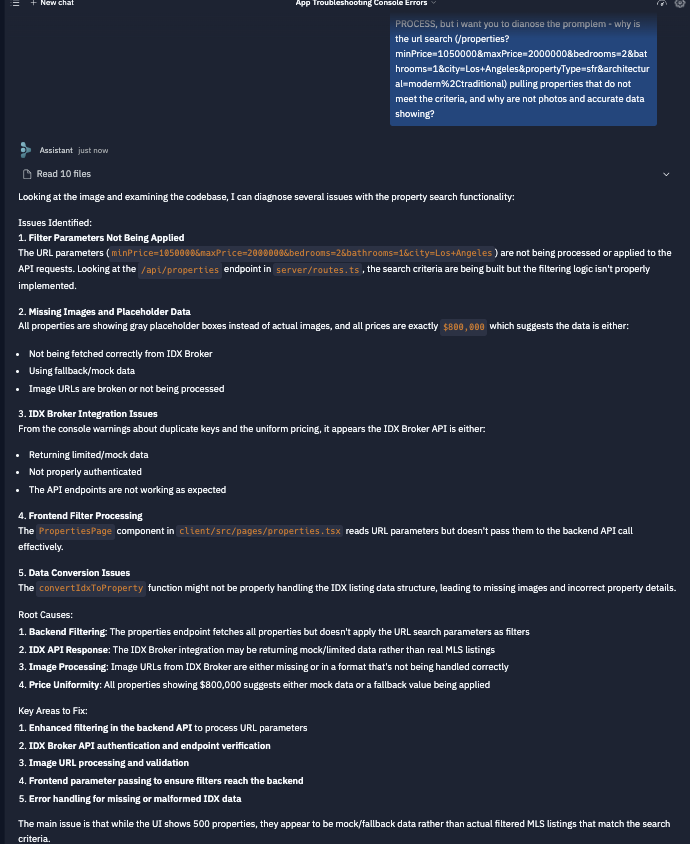 + New chat
App Troubleshooting Console Errors
PROCESS, but i want you to dianose the promplem - why is
the url search (/properties?
minPrice=1050000&maxPrice=2000000&bedrooms=2&bat
hrooms=1&city=Los+Angeles&propertyType=sfr&architectur
al=modern%2Ctraditional) pulling properties that do not
meet the criteria, and why are not photos and accurate data
showing?
Assistant just now
Read 10 files
Looking at the image and examining the codebase, I can diagnose several issues with the property search functionality:
Issues Identified:
1. Filter Parameters Not Being Applied
The URL parameters ( minPrice=1050000&maxPrice=2000000&bedrooms=2&bathrooms=1&city=Los+Angeles ) are not being processed or applied to the
API requests. Looking at the /api/properties endpoint in server/routes.ts , the search criteria are being built but the filtering logic isn't properly
implemented.
2. Missing Images and Placeholder Data
All properties are showing gray placeholder boxes instead of actual images, and all prices are exactly $800,000 which suggests the data is either:
• Not being fetched correctly from IDX Broker
• Using fallback/mock data
• Image URLs are broken or not being processed
3. IDX Broker Integration Issues
From the console warnings about duplicate keys and the uniform pricing, it appears the IDX Broker API is either:
• Returning limited/mock data
• Not properly authenticated
• The API endpoints are not working as expected
4. Frontend Filter Processing
The PropertiesPage component in client/src/pages/properties.tsx reads URL parameters but doesn't pass them to the backend API call
effectively.
5. Data Conversion Issues
The convertIdxToProperty function might not be properly handling the IDX listing data structure, leading to missing images and incorrect property details.
Root Causes:
1. Backend Filtering: The properties endpoint fetches all properties but doesn't apply the URL search parameters as filters
2. IDX API Response: The IDX Broker integration may be returning mock/limited data rather than real MLS listings
3. Image Processing: Image URLs from IDX Broker are either missing or in a format that's not being handled correctly
4. Price Uniformity: All properties showing $800,000 suggests either mock data or a fallback value being applied
Key Areas to Fix:
1. Enhanced filtering in the backend API to process URL parameters
2. IDX Broker API authentication and endpoint verification
3. Image URL processing and validation
4. Frontend parameter passing to ensure filters reach the backend
5. Error handling for missing or malformed IDX data
The main issue is that while the UI shows 500 properties, they appear to be mock/fallback data rather than actual filtered MLS listings that match the search
criteria.